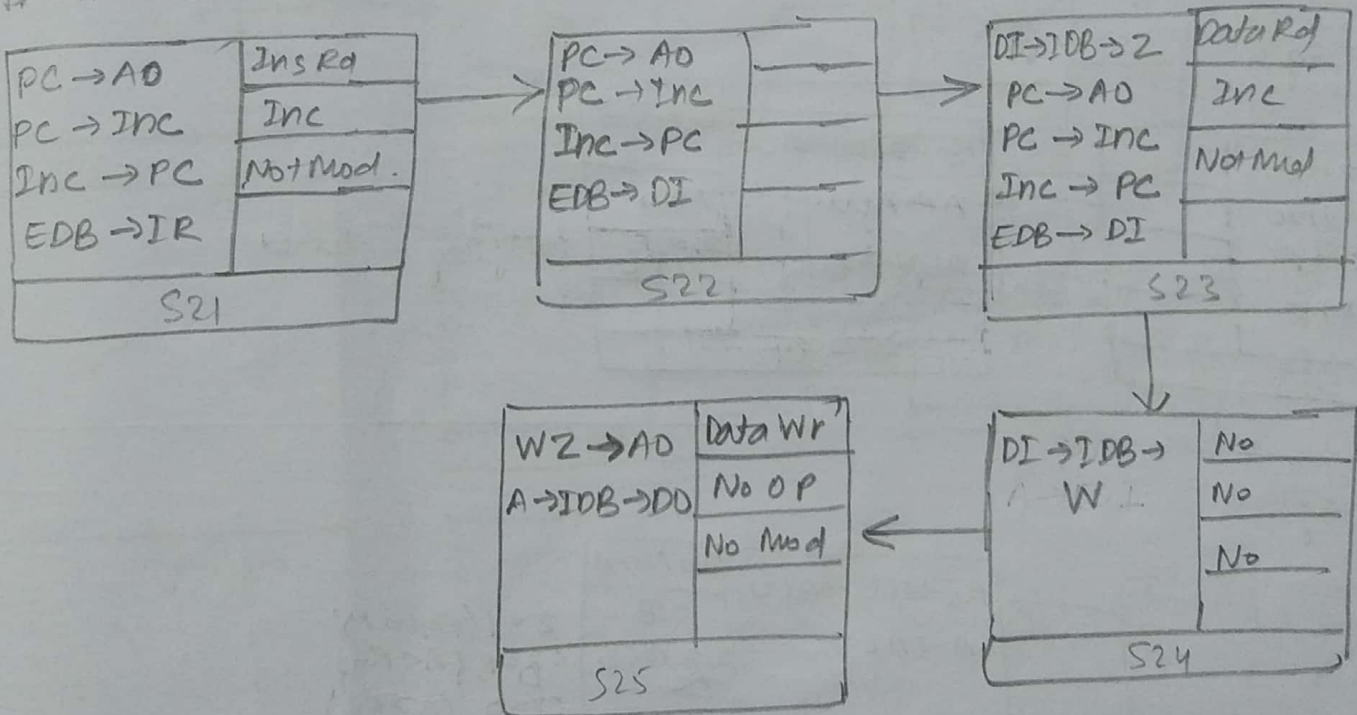 PC → AO
PC → Inc
Inc → PC
EDB → IR
Ins Rd
Inc
Not Mod.
S21
PC → AO
PC → Inc
Inc → PC
EDB → DI
S22
DI → IDB → Z
PC → AO
PC → Inc
Inc → PC
EDB → DI
Data Rd
Inc
Not Mod
S23
WZ → AO
A → IDB → DO
Data Wr
No OP
No Mod
S25
DI → IDB →
W
No
No
No
S24